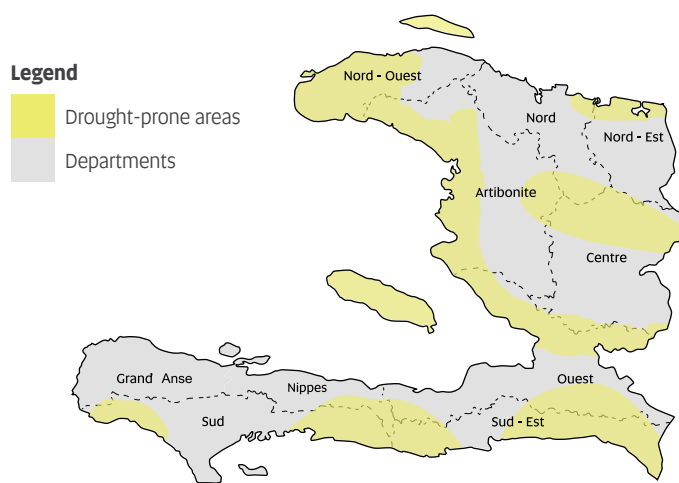 Legend
Drought-prone areas
Departments
Nord - Ouest
Nord
Nord - Est
Artibonite
Centre
Grand Anse
Nippes
Ouest
Sud
Sud - Est